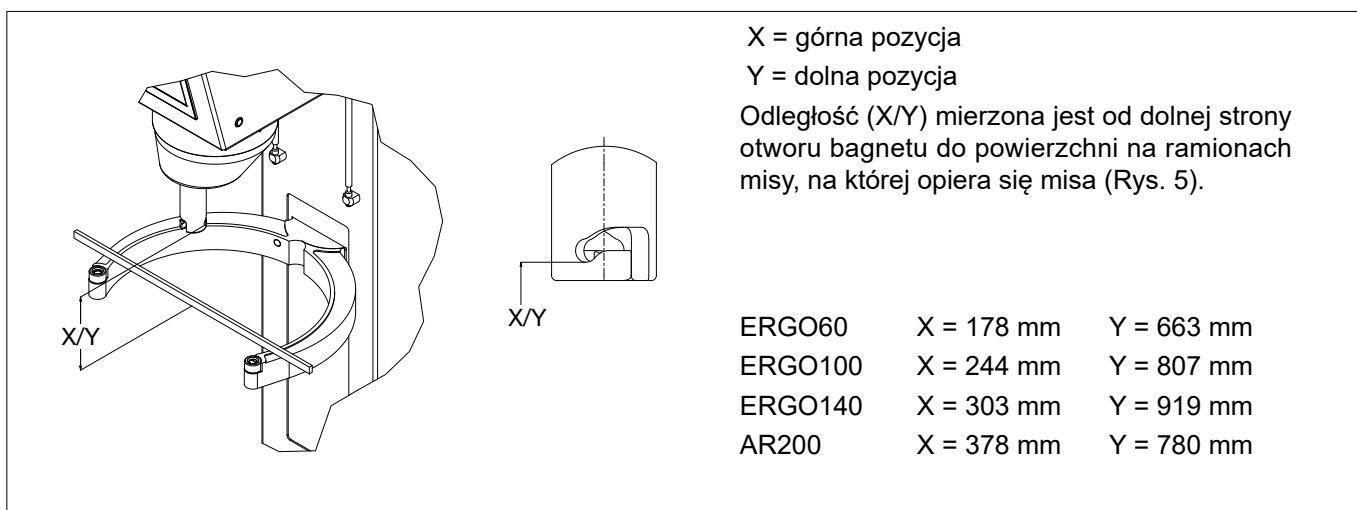 X = górna pozycja
Y = dolna pozycja
Odległość (X/Y) mierzona jest od dolnej strony
otworu bagnetu do powierzchni na ramionach
misy, na której opiera się misa (Rys. 5).
X/Y
X/Y
ERGO60 X = 178 mm Y = 663 mm
ERGO100 X = 244 mm Y = 807 mm
ERGO140 X = 303 mm Y = 919 mm
AR200 X = 378 mm Y = 780 mm